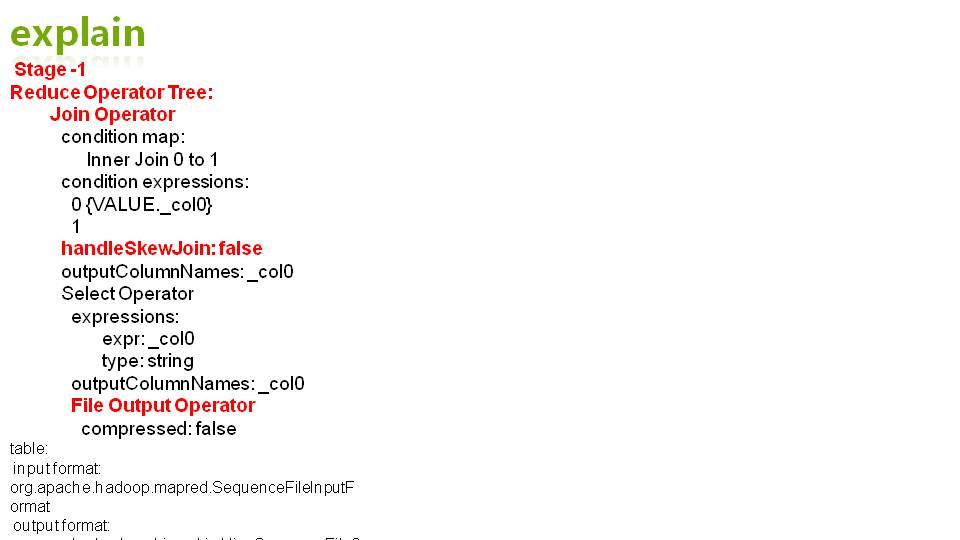 explain
Stage -1
Reduce Operator Tree:
Join Operator
condition map:
Inner Join 0 to 1
condition expressions:
0 {VALUE._col0}
1
handleSkewJoin: false
outputColumnNames: _col0
Select Operator
expressions:
expr: _col0
type: string
outputColumnNames: _col0
File Output Operator
compressed: false
table:
input format:
org.apache.hadoop.mapred.SequenceFileInputF
ormat
output format: